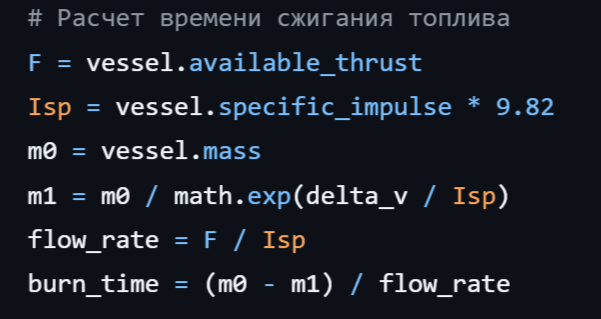 # Расчет времени сжигания топлива
F = vessel.available_thrust
Isp = vessel.specific_impulse * 9.82
m0 = vessel.mass
m1 = m0 / math.exp(delta_v / Isp)
flow_rate = F / Isp
burn_time = (m0 - m1) / flow_rate